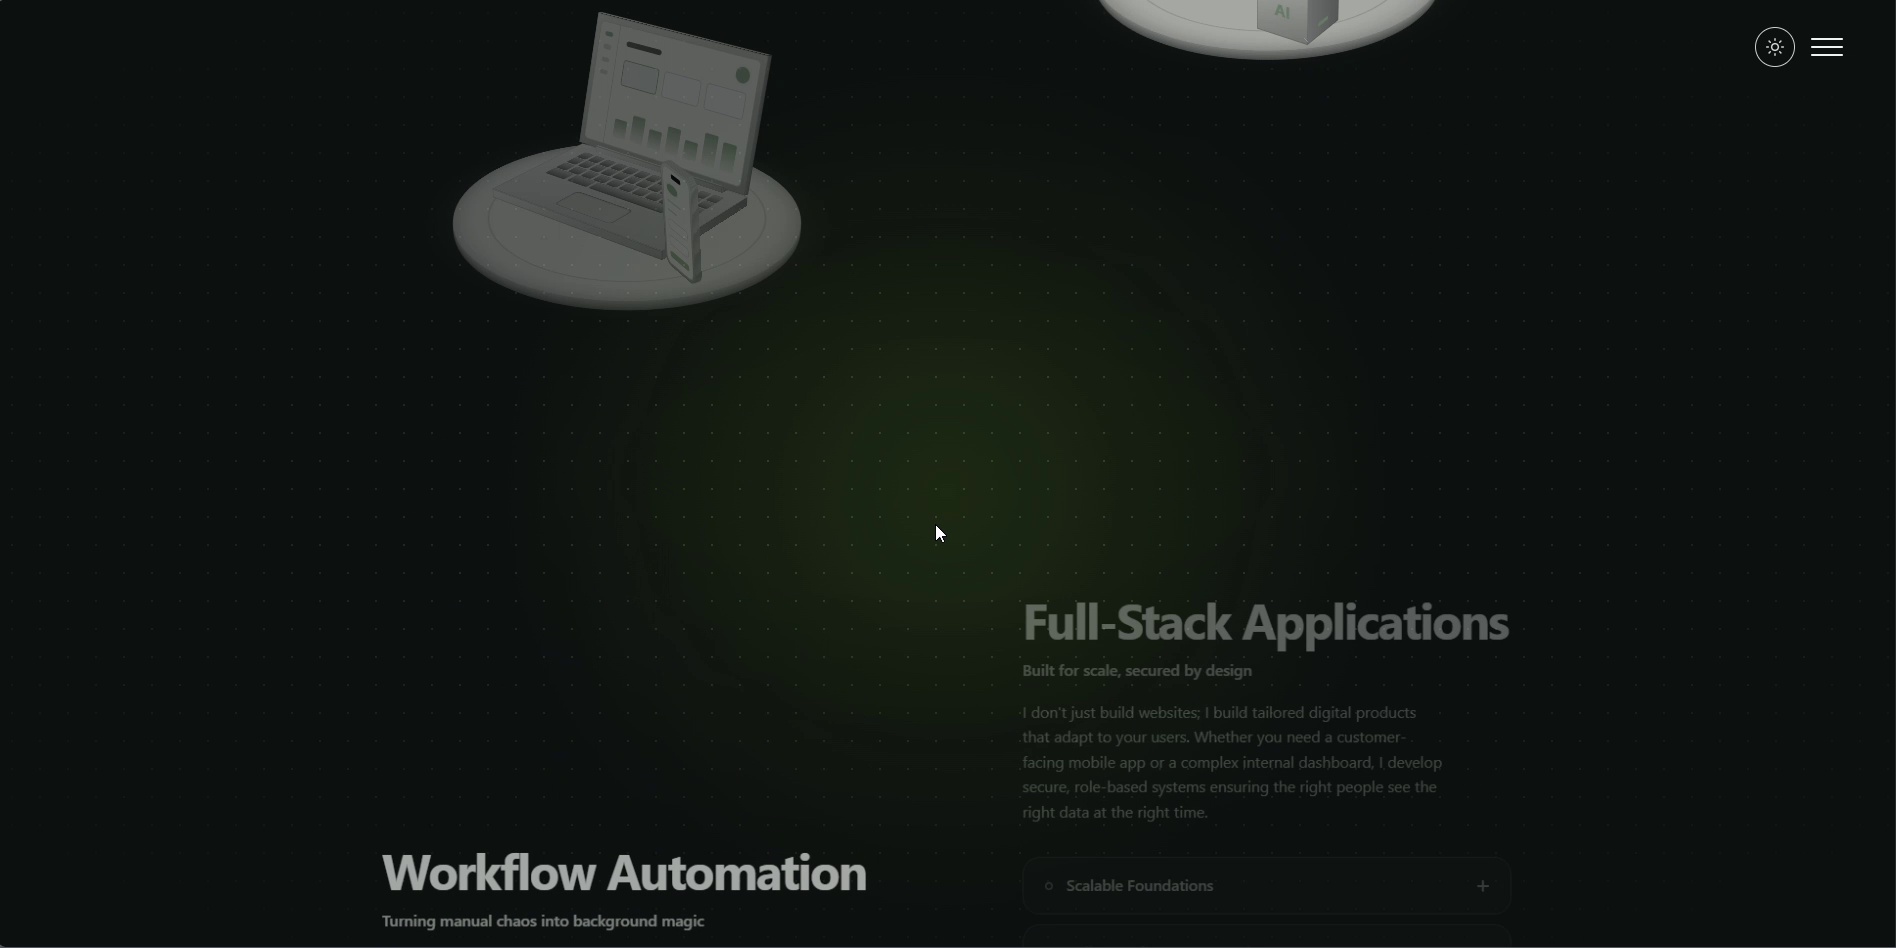 AI
Full-Stack Applications
Built for scale, secured by design
I don't just build websites; I build tailored digital products
that adapt to your users. Whether you need a customer-
facing mobile app or a complex internal dashboard, I develop
secure, role-based systems ensuring the right people see the
right data at the right time.
Scalable Foundations
Workflow Automation
Turning manual chaos into background magic